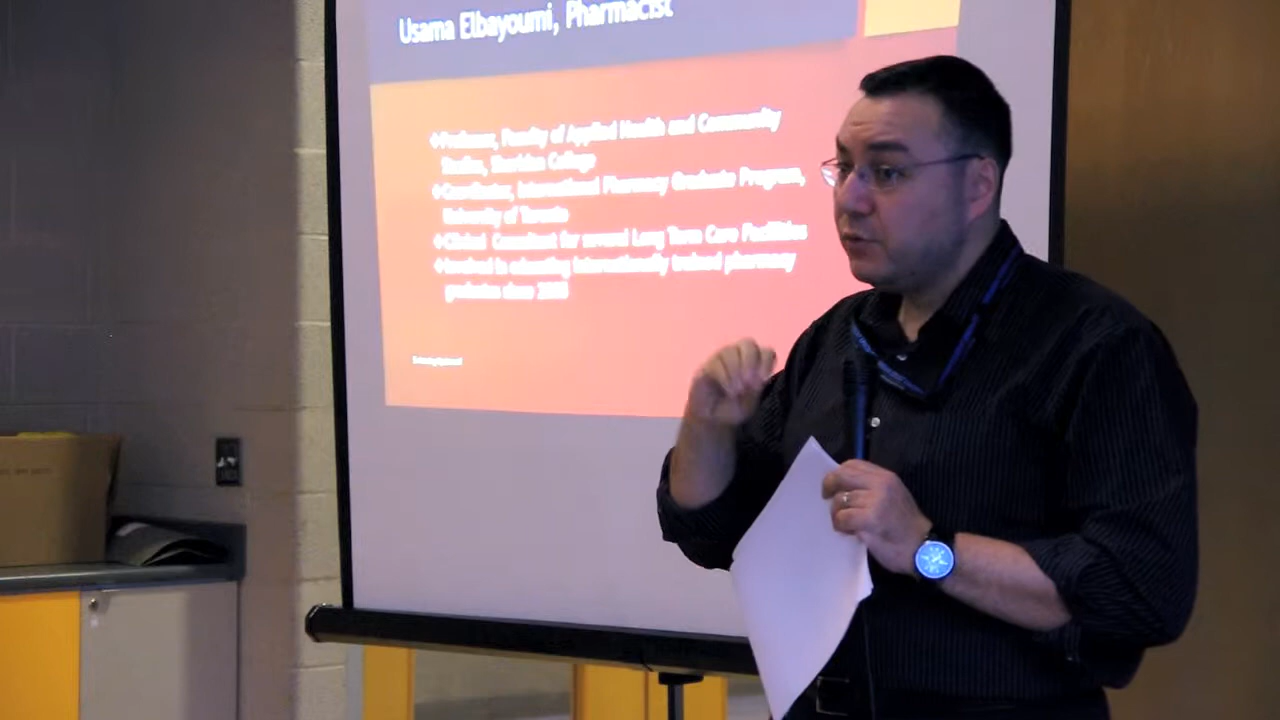 Usama Elbayoumi, Pharmacist
❖Professor, Faculty of Applied Health and Community
Studies, Sheridan College
❖Coordinator, International Pharmacy Graduate Program,
University of Toronto
❖Clinical Consultant for several Long Term Care Facilities
❖Involved in educating internationally trained pharmacy
graduates since